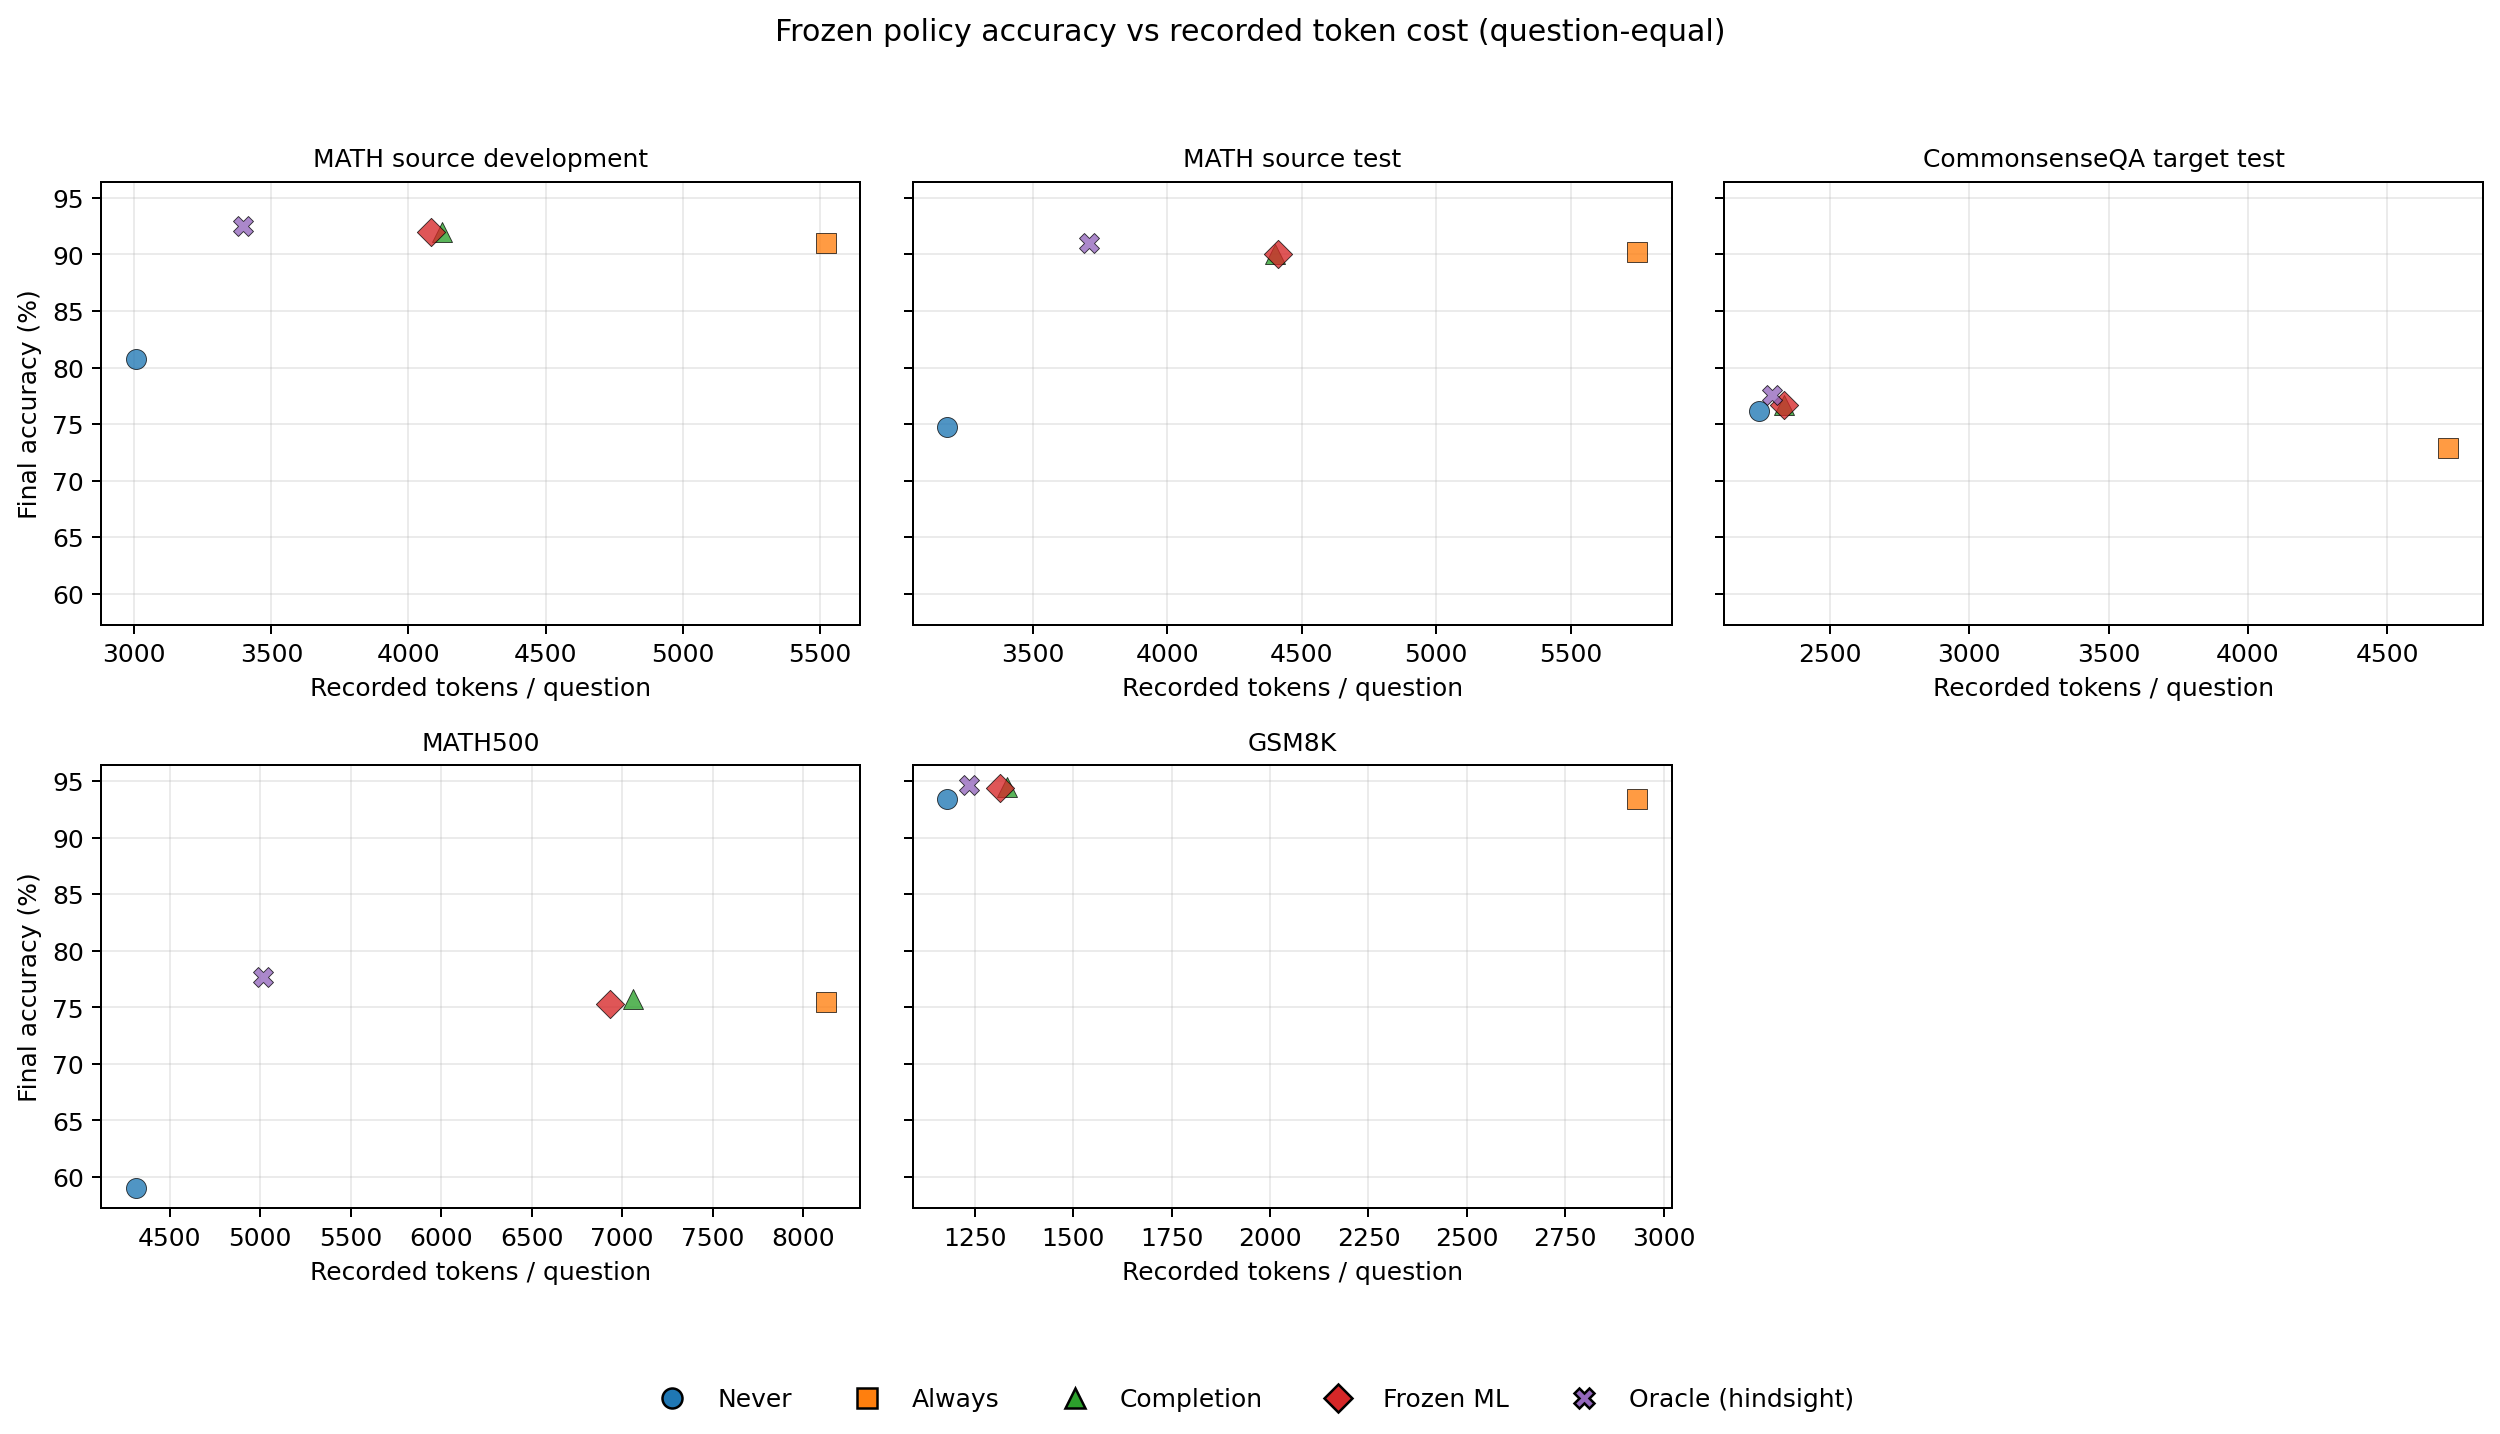 Frozen policy accuracy vs recorded token cost (question-equal)
MATH source development
MATH source test
CommonsenseQA target test
Final accuracy (%)
95
90
85
80
75
70
65
60
3000 3500 4000 4500 5000 5500
3500 4000 4500 5000 5500
2500 3000 3500 4000 4500
Recorded tokens / question
Recorded tokens / question
Recorded tokens / question
MATH500
GSM8K
Final accuracy (%)
95
90
85
80
75
70
65
60
4500 5000 5500 6000 6500 7000 7500 8000
1250 1500 1750 2000 2250 2500 2750 3000
Recorded tokens / question
Recorded tokens / question
Never Always Completion Frozen ML Oracle (hindsight)